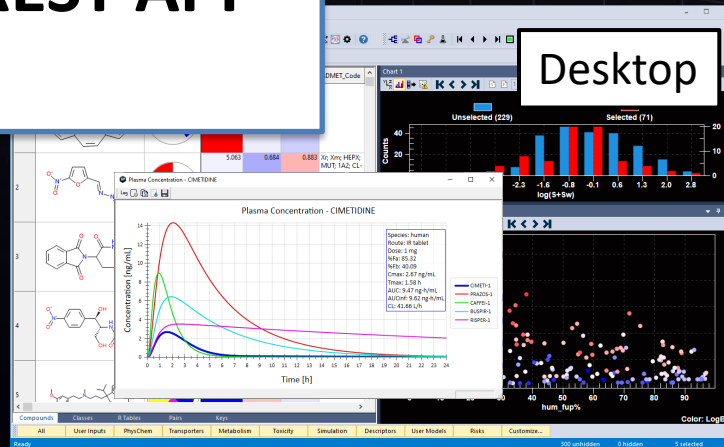 REST API
Desktop
DMET_Code
Chart 1
Unselected (229)
Selected (71)
Counts
40
20
20
10
0
-2.3 -1.6 -0.8 -0.1 0.6 1.3 2.0 2.8
log(S+Sw)
5.063 0.684 0.883 Xr; Xm; HEPX;
MUT; 1A2; CL-
2
3
4
5
Plasma Concentration - CIMETIDINE
Log
Plasma Concentration - CIMETIDINE
Concentration [ng/mL]
14
12
10
8
6
4
2
0
Species: human
Route: IR tablet
Dose: 1 mg
%Fa: 85.32
%Fb: 40.09
Cmax: 2.67 ng/mL
Tmax: 1.58 h
AUC: 9.47 ng-h/mL
AUCinf: 9.62 ng-h/mL
CL: 41.66 L/h
CIMETI-1
PRAZOS-1
CAFFEI-1
BUSPIR-1
RISPER-1
0 1 2 3 4 5 6 7 8 9 10 11 12 13 14 15 16 17 18 19 20 21 22 23 24
Time [h]
30 40 50 60 70 80 90
hum_fup%
Color: LogB
Compounds Classes R Tables Pairs Keys
All User Inputs PhysChem Transporters Metabolism Toxicity Simulation Descriptors User Models Risks Customize...
Ready
300 unhidden 0 hidden 5 selected